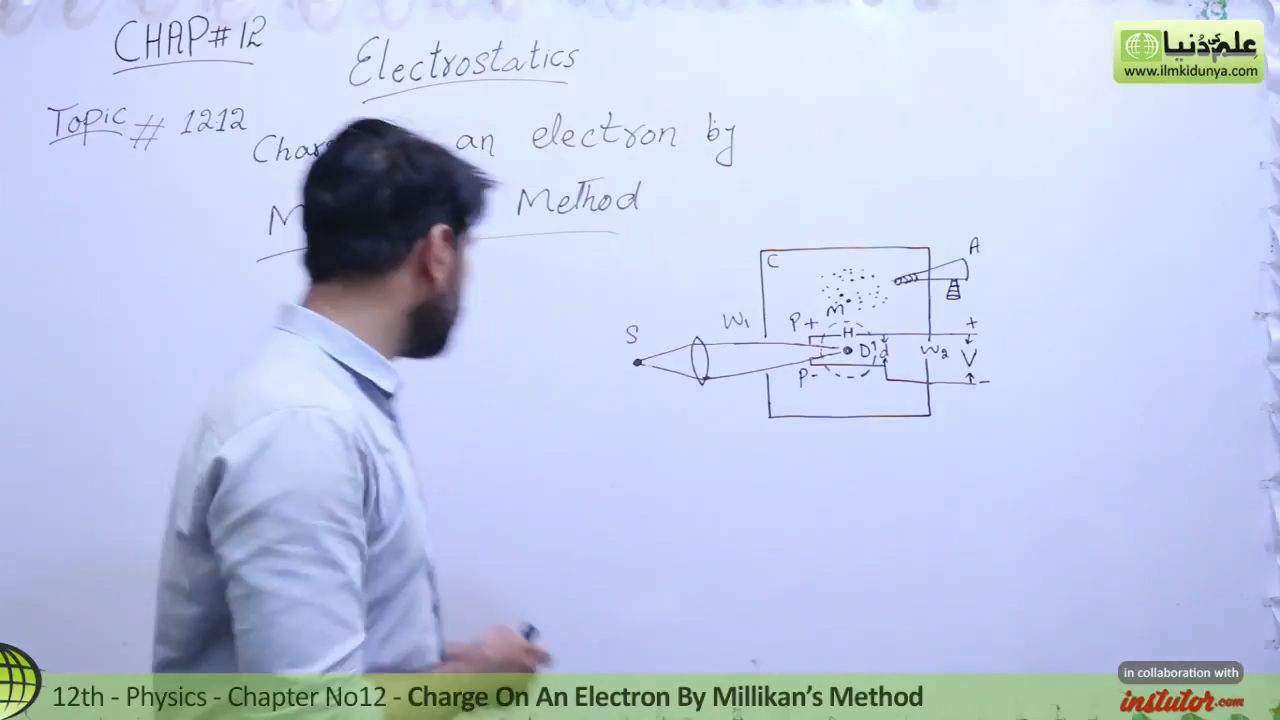 CHAP#12
Electrostatics
علم کی دُنیا
www.ilmkidunya.com
Topic # 1212
an electron by
Method
C
A
M
S
W1
P+
H
+
D
d
W2
V
P-
-
in collaboration with
instutor.com
12th - Physics - Chapter No12 - Charge On An Electron By Millikan's Method